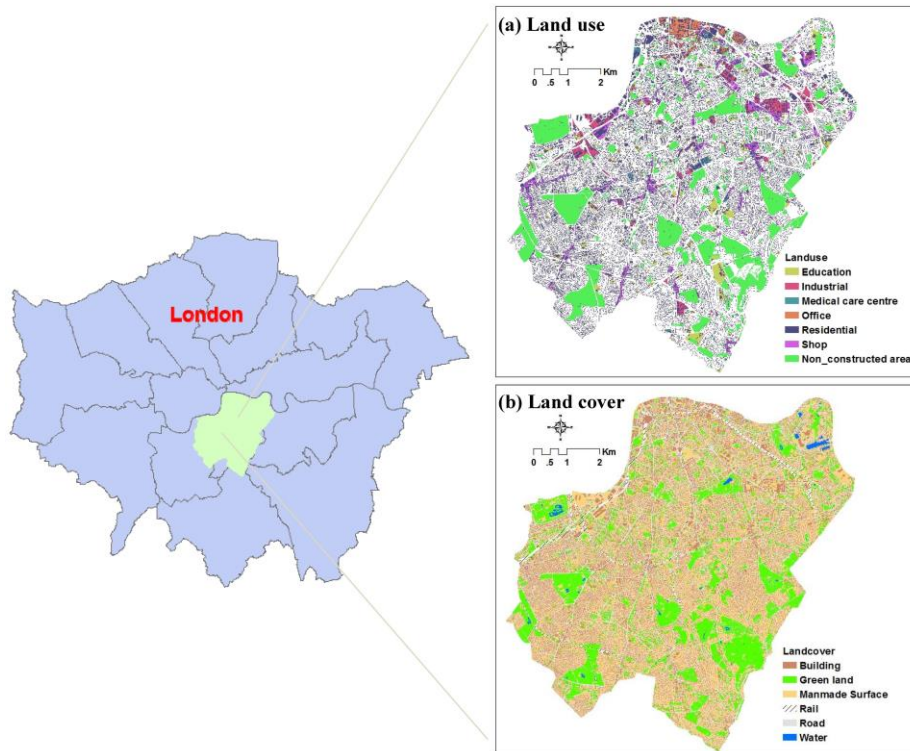 London
(a) Land use
0 .5 1 2 Km
Landuse
Education
Industrial
Medical care centre
Office
Residential
Shop
Non_constructed area
(b) Land cover
0 .5 1 2 Km
Landcover
Building
Green land
Manmade Surface
Rail
Road
Water